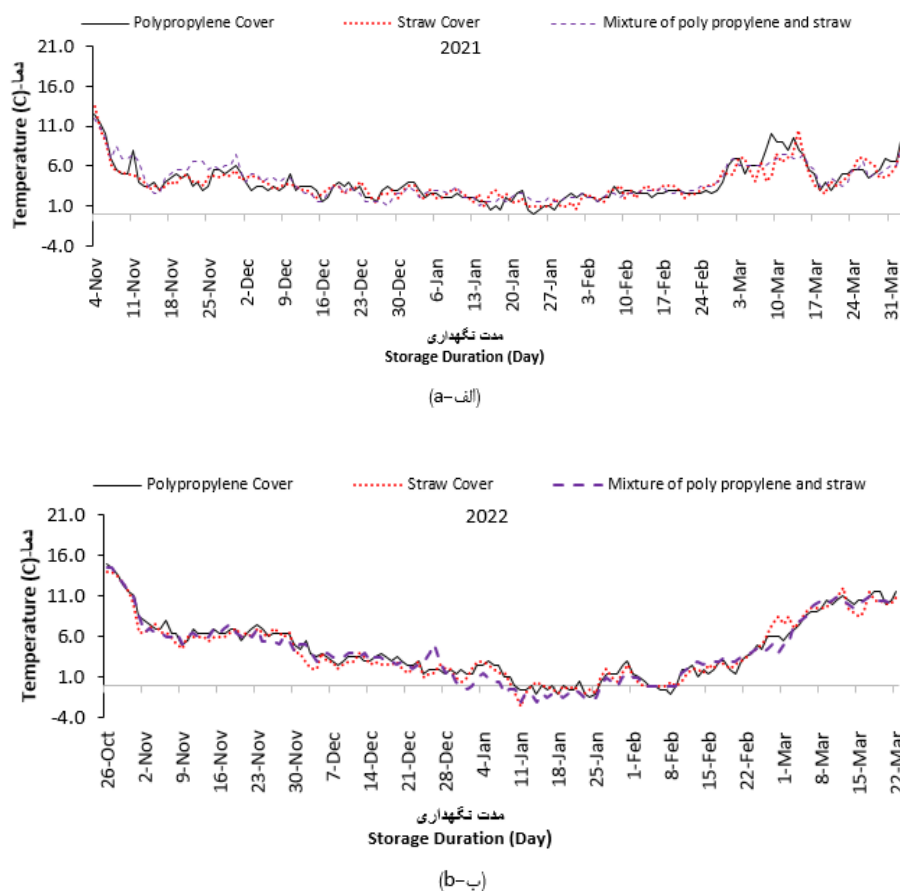 Polypropylene Cover Straw Cover Mixture of poly propylene and straw
2021
Temperature (C)-دما
21.0
16.0
11.0
6.0
1.0
-4.0
4-Nov 11-Nov 18-Nov 25-Nov 2-Dec 9-Dec 16-Dec 23-Dec 30-Dec 6-Jan 13-Jan 20-Jan 27-Jan 3-Feb 10-Feb 17-Feb 24-Feb 3-Mar 10-Mar 17-Mar 24-Mar 31-Mar
مدت نگهداری
Storage Duration (Day)
(الف-a)
Polypropylene Cover Straw Cover Mixture of poly propylene and straw
2022
Temperature (C)-دما
21.0
16.0
11.0
6.0
1.0
-4.0
26-Oct 2-Nov 9-Nov 16-Nov 23-Nov 30-Nov 7-Dec 14-Dec 21-Dec 28-Dec 4-Jan 11-Jan 18-Jan 25-Jan 1-Feb 8-Feb 15-Feb 22-Feb 1-Mar 8-Mar 15-Mar 22-Mar
مدت نگهداری
Storage Duration (Day)
(ب-b)